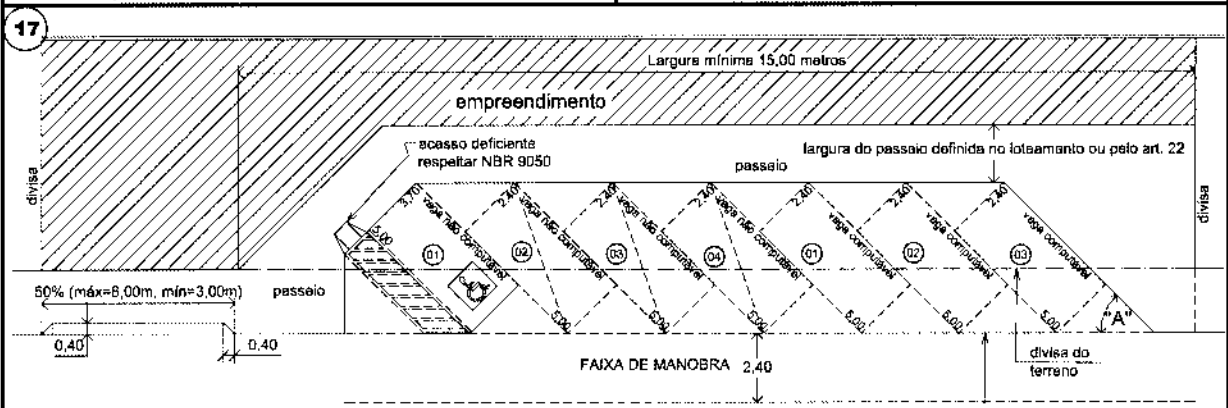 17
Largura mínima 15,00 metros
empreendimento
divisa
acesso deficiente
respeitar NBR 9050
largura do passeio definida no loteamento ou pelo art. 22
passeio
divisa
3,70
2,40
2,40
2,40
2,40
2,40
2,40
vaga não computável
vaga não computável
vaga não computável
vaga não computável
vaga computável
vaga computável
vaga computável
01
02
03
04
01
02
03
5,00
5,00
5,00
5,00
5,00
5,00
5,00
"A"
50% (máx=8,00m, mín=3,00m)
passeio
0,40
0,40
FAIXA DE MANOBRA 2,40
divisa do
terreno